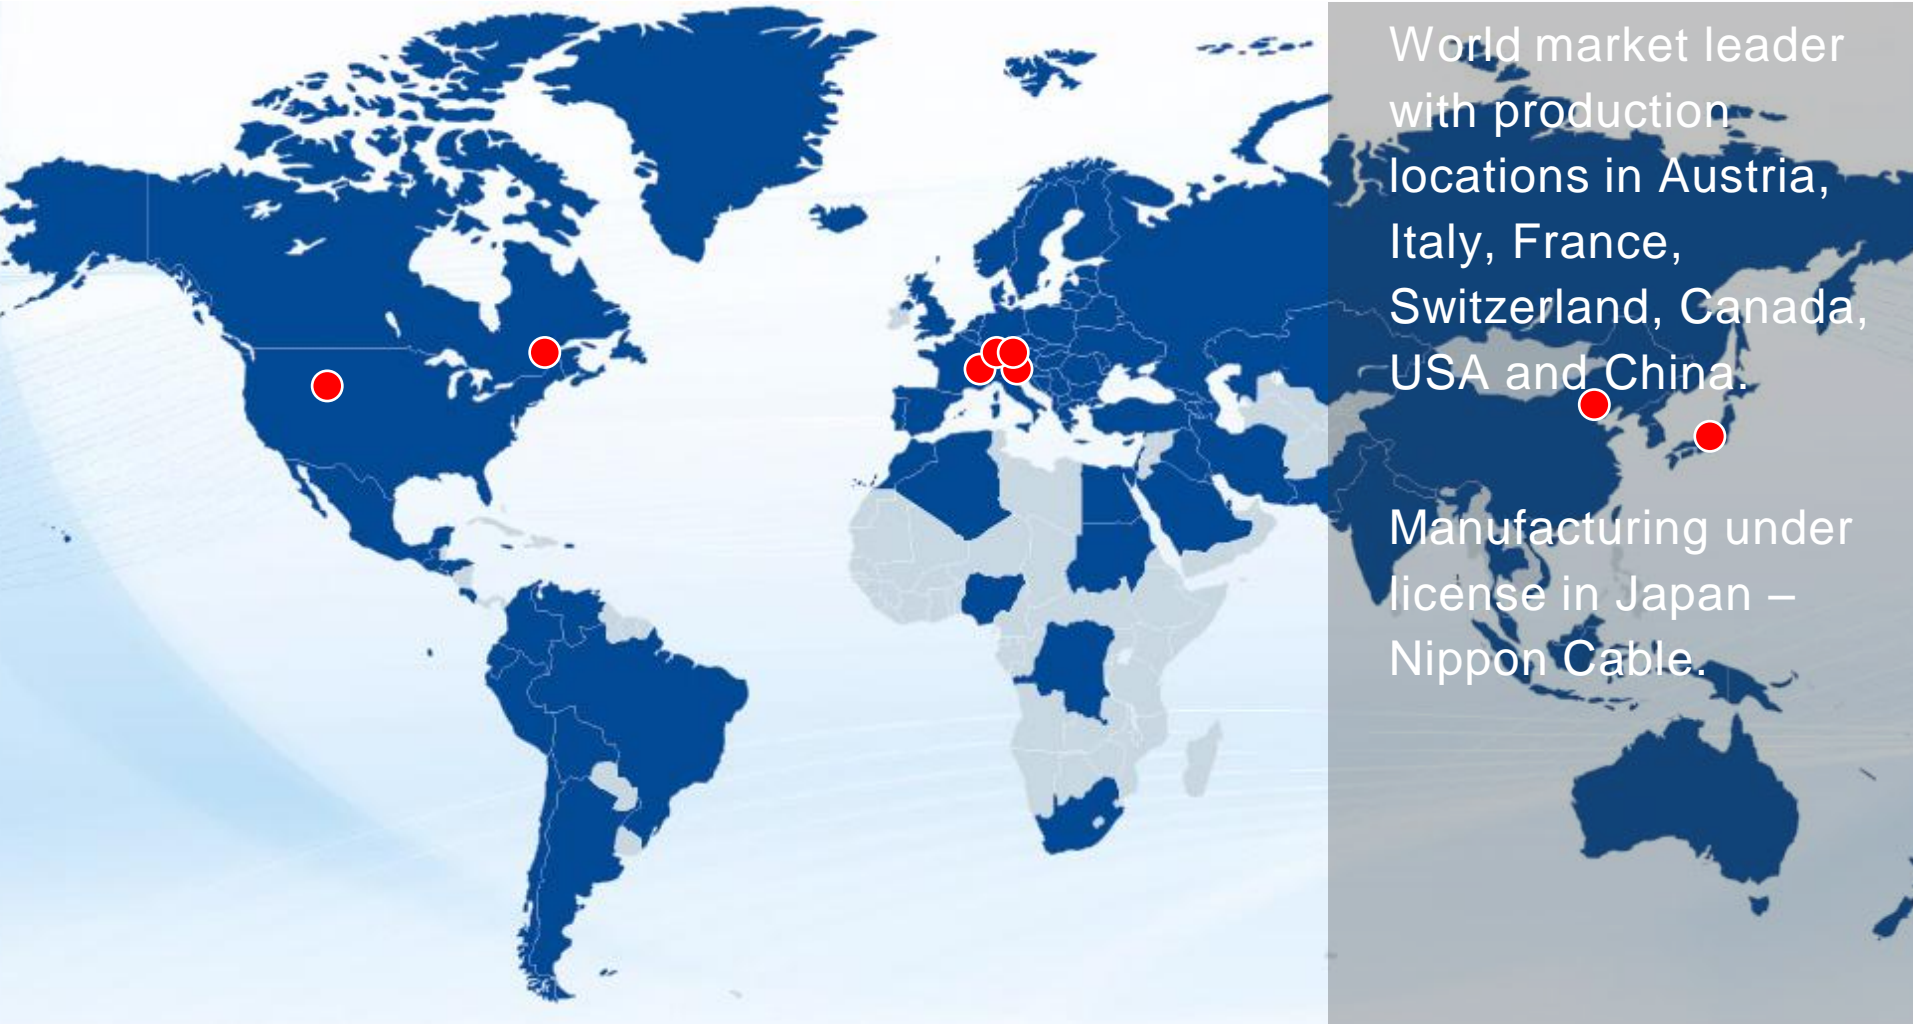 World market leader
with production
locations in Austria,
Italy, France,
Switzerland, Canada,
USA and China.
Manufacturing under
license in Japan –
Nippon Cable.